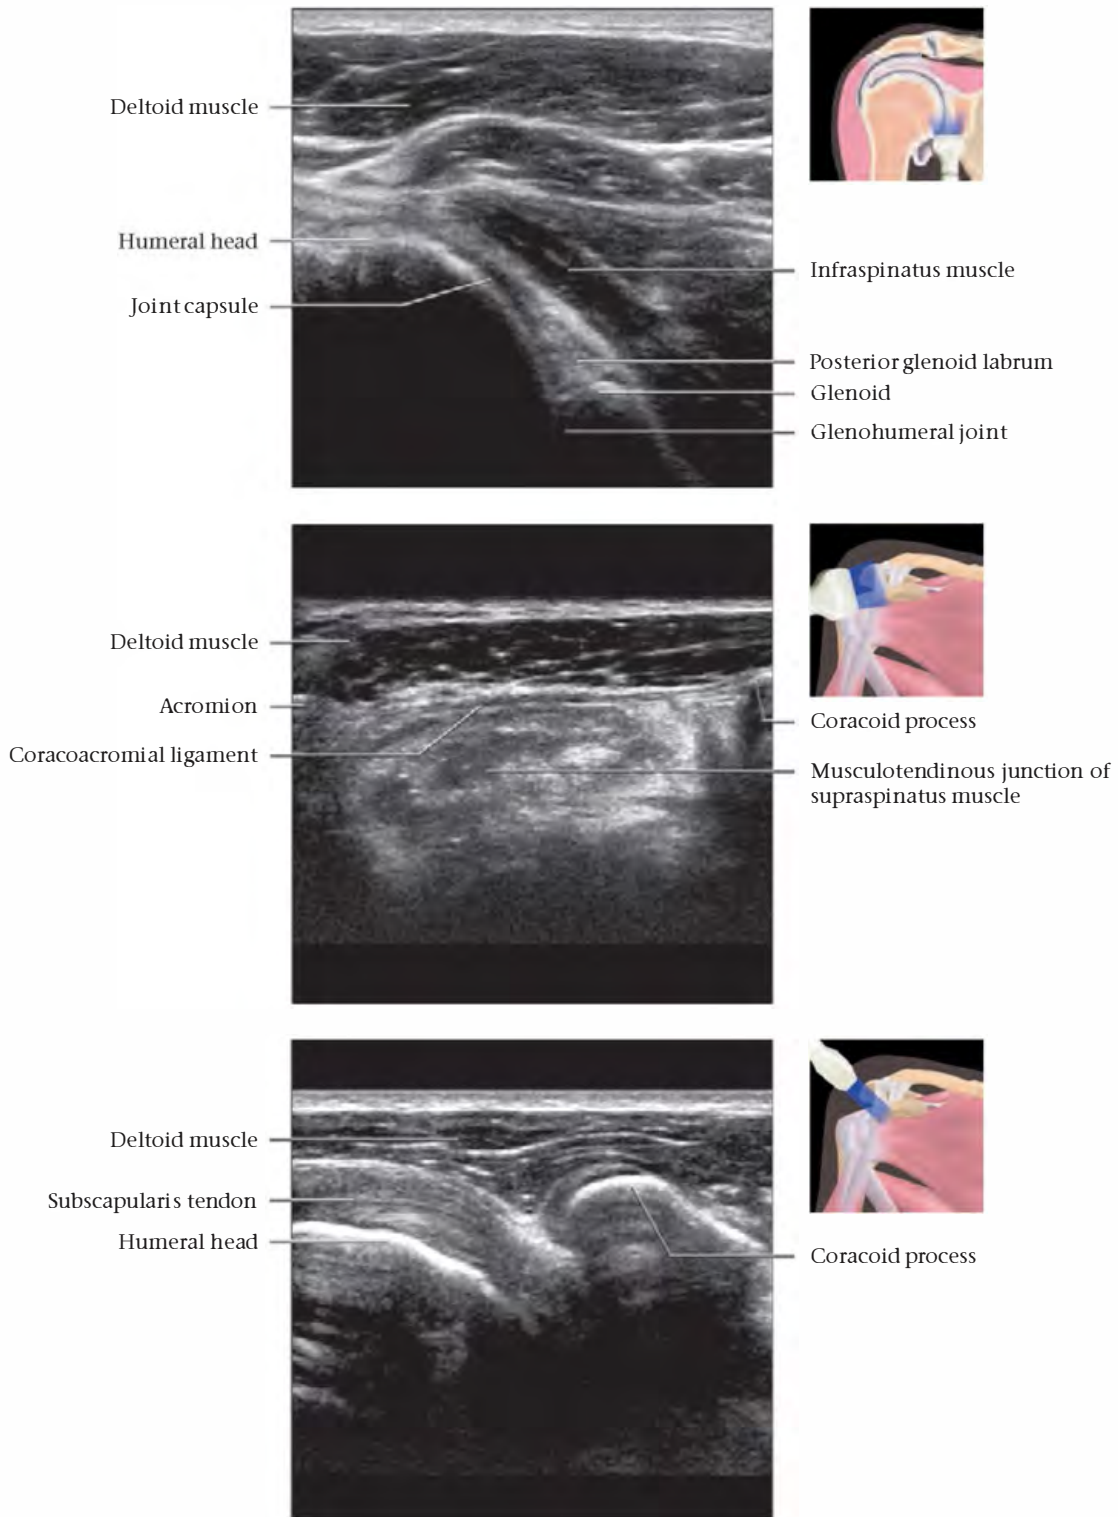 Deltoid muscle
Humeral head
Joint capsule
Infraspinatus muscle
Posterior glenoid labrum
Glenoid
Glenohumeral joint
Deltoid muscle
Acromion
Coracoacromial ligament
Coracoid process
Musculotendinous junction of
supraspinatus muscle
Deltoid muscle
Subscapularis tendon
Humeral head
Coracoid process